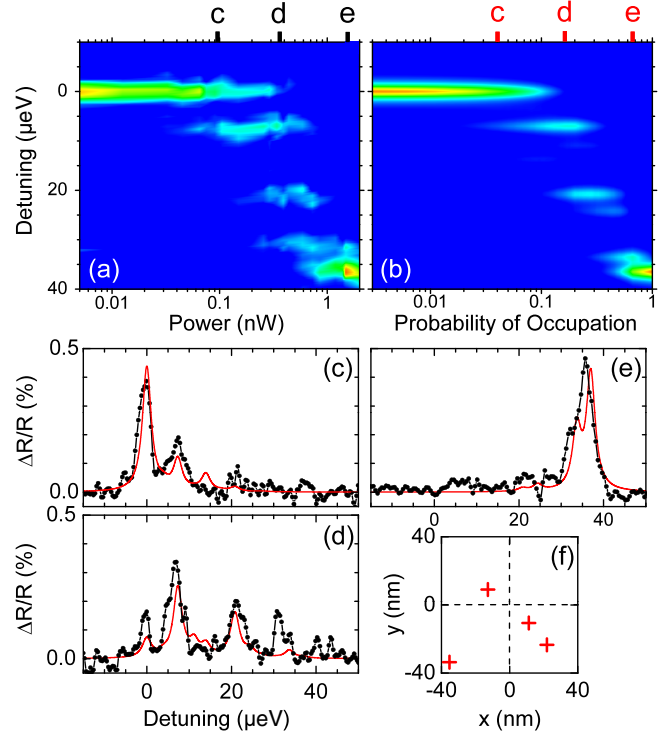 c d e c d e
0
20
40
Detuning (µeV)
(a) (b)
0.01 0.1 1 0.01 0.1 1
Power (nW) Probability of Occupation
0.5
0.0
ΔR/R (%)
(c) (e)
0 20 40
0.5
0.0
ΔR/R (%)
(d)
0 20 40
Detuning (µeV)
(f)
40
0
-40
y (nm)
-40 0 40
x (nm)